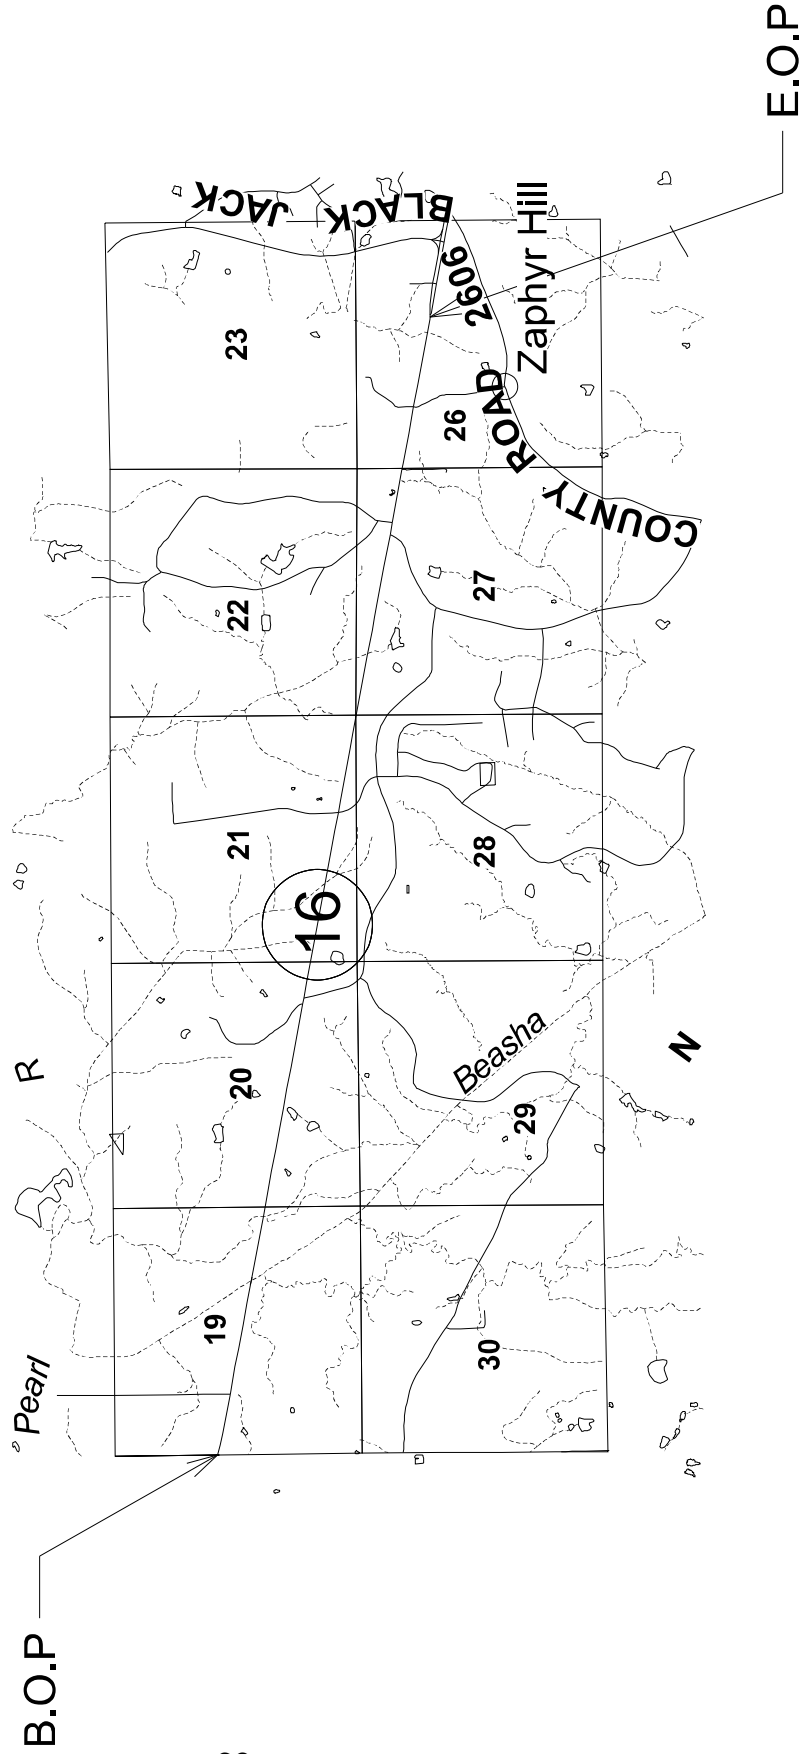 E.O.P
BLACK JACK
2606
Zaphyr Hill
23
26
COUNTY ROAD
22
27
21
28
16
R
20
Beasha
29
N
19
30
Pearl
B.O.P